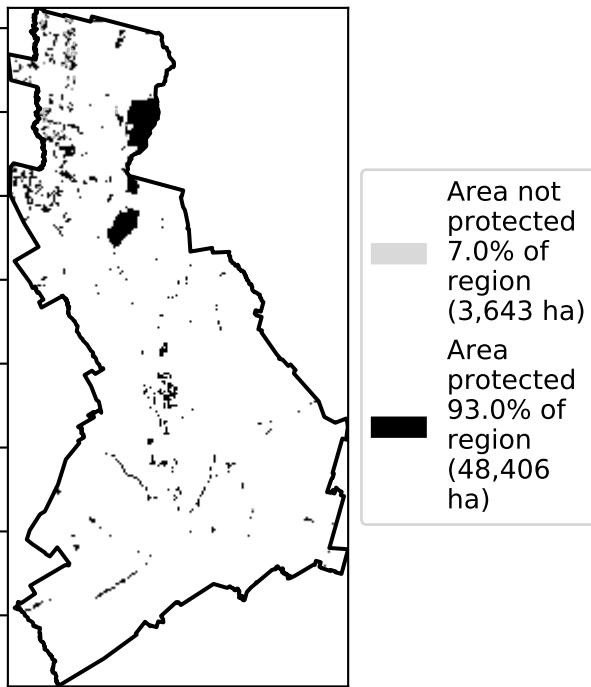 Area not
protected
7.0% of
region
(3,643 ha)
Area
protected
93.0% of
region
(48,406
ha)